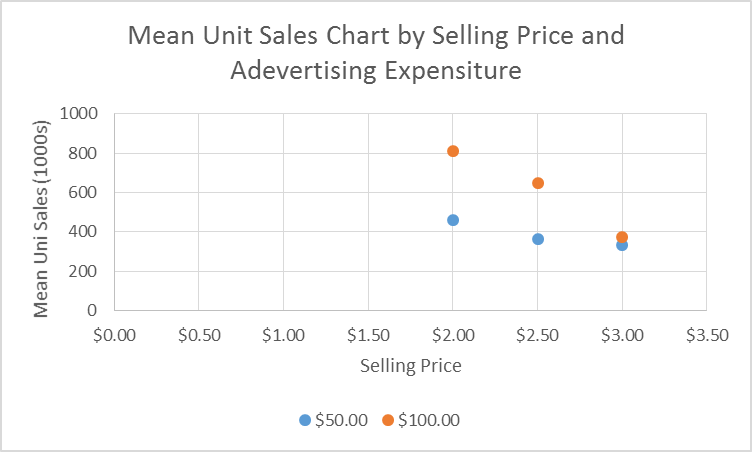 Mean Unit Sales Chart by Selling Price and
Adevertising Expensiture
Mean Uni Sales (1000s)
1000
800
600
400
200
0
$0.00 $0.50 $1.00 $1.50 $2.00 $2.50 $3.00 $3.50
Selling Price
$50.00 $100.00